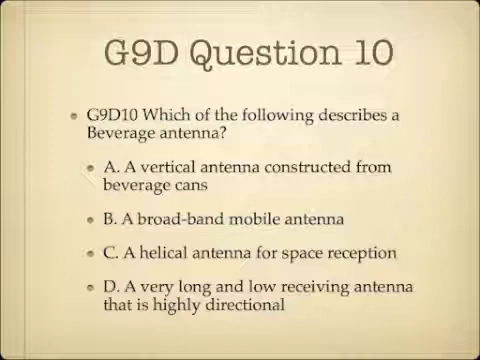 G9D Question 10
G9D10 Which of the following describes a
Beverage antenna?
A. A vertical antenna constructed from
beverage cans
B. A broad-band mobile antenna
C. A helical antenna for space reception
D. A very long and low receiving antenna
that is highly directional